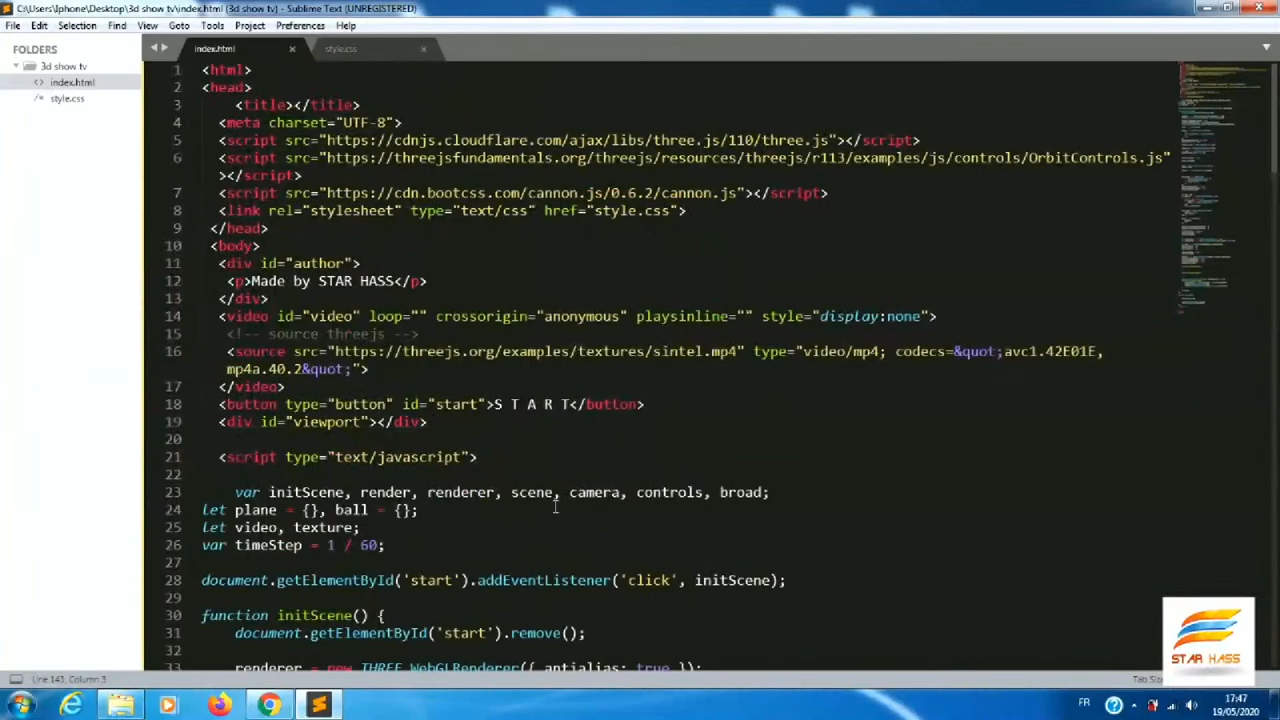 C:\Users\Iphone\Desktop\3d show tv\index.html (3d show tv) - Sublime Text (UNREGISTERED)
File Edit Selection Find View Goto Tools Project Preferences Help
FOLDERS
3d show tv
index.html
style.css
index.html style.css
1 <html>
2 <head>
3 <title></title>
4 <meta charset="UTF-8">
5 <script src="https://cdnjs.cloudflare.com/ajax/libs/three.js/110/three.js"></script>
6 <script src="https://threejsfundamentals.org/threejs/resources/threejs/r113/examples/js/controls/OrbitControls.js"
></script>
7 <script src="https://cdn.bootcss.com/cannon.js/0.6.2/cannon.js"></script>
8 <link rel="stylesheet" type="text/css" href="style.css">
9 </head>
10 <body>
11 <div id="author">
12 <p>Made by STAR HASS</p>
13 </div>
14 <video id="video" loop="" crossorigin="anonymous" playsinline="" style="display:none">
15 <!-- source threejs -->
16 <source src="https://threejs.org/examples/textures/sintel.mp4" type="video/mp4; codecs=&quot;avc1.42E01E,
mp4a.40.2&quot;">
17 </video>
18 <button type="button" id="start">S T A R T</button>
19 <div id="viewport"></div>
20
21 <script type="text/javascript">
22
23 var initScene, render, renderer, scene, camera, controls, broad;
24 let plane = {}, ball = {};
25 let video, texture;
26 var timeStep = 1 / 60;
27
28 document.getElementById('start').addEventListener('click', initScene);
29
30 function initScene() {
31 document.getElementById('start').remove();
32
33 renderer = new THREE.WebGLRenderer({ antialias: true });
STAR HASS
Line 143, Column 3
FR
17:47
19/05/2020